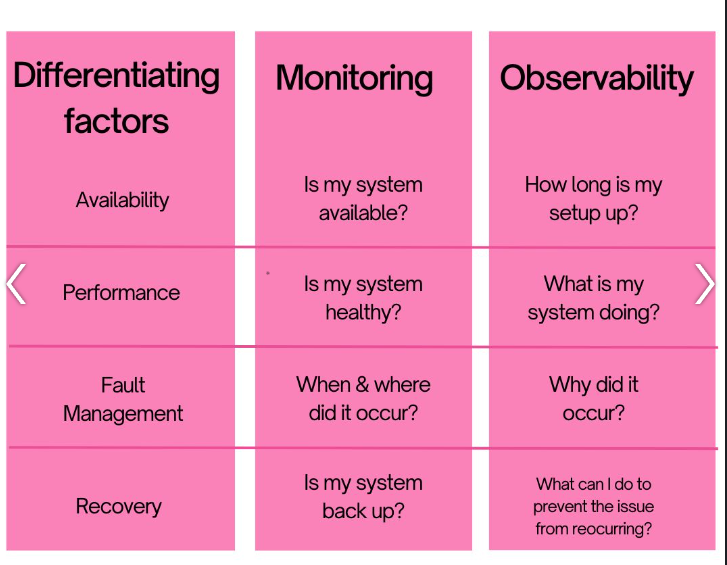 Differentiating
factors
Monitoring
Observability
Availability
Is my system
available?
How long is my
setup up?
Performance
Is my system
healthy?
What is my
system doing?
Fault
Management
When & where
did it occur?
Why did it
occur?
Recovery
Is my system
back up?
What can I do to
prevent the issue
from reocurring?